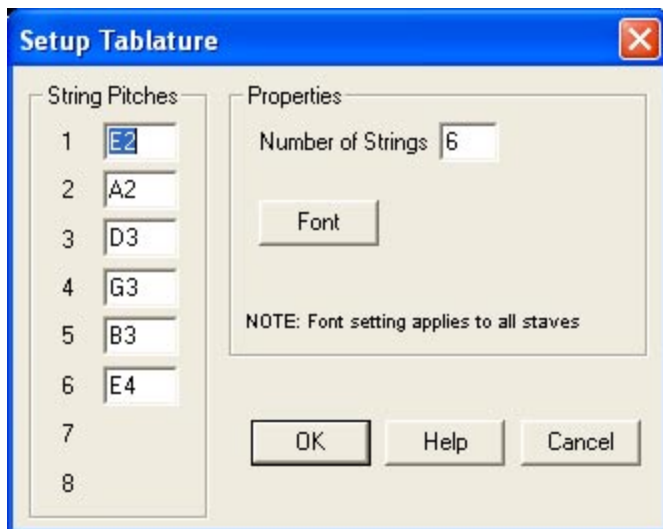 Setup Tablature
String Pitches
1 E2
2 A2
3 D3
4 G3
5 B3
6 E4
7
8
Properties
Number of Strings 6
Font
NOTE: Font setting applies to all staves
OK Help Cancel